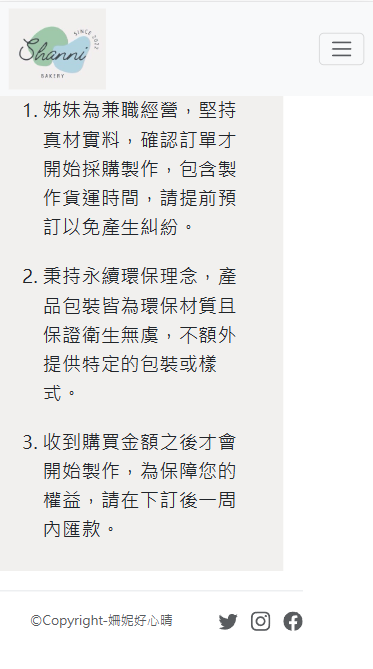 Shanni
SINCE 2022
BAKERY
1. 姊妹為兼職經營，堅持
真材實料，確認訂單才
開始採購製作，包含製
作貨運時間，請提前預
訂以免產生糾紛。
2. 秉持永續環保理念，產
品包裝皆為環保材質且
保證衛生無虞，不額外
提供特定的包裝或樣
式。
3. 收到購買金額之後才會
開始製作，為保障您的
權益，請在下訂後一周
內匯款。
©Copyright-姍妮好心晴